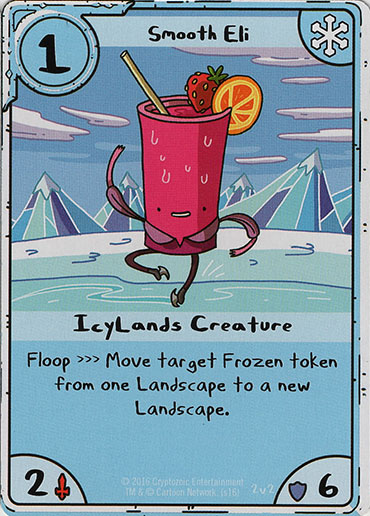 1
Smooth Eli
IcyLands Creature
Floop >>> Move target Frozen token
from one Landscape to a new
Landscape.
© 2016 Cryptozoic Entertainment
TM & © Cartoon Network. (s16)
2v2
2
6